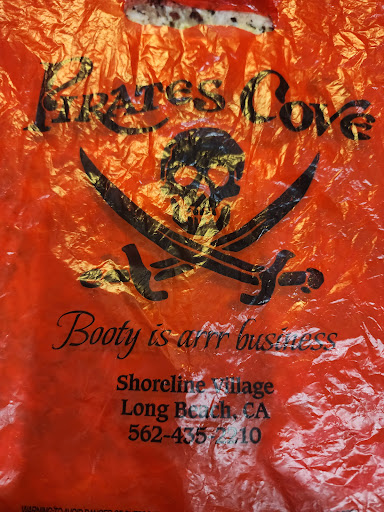 Pirates Cove
Booty is arrr business
Shoreline Village
Long Beach, CA